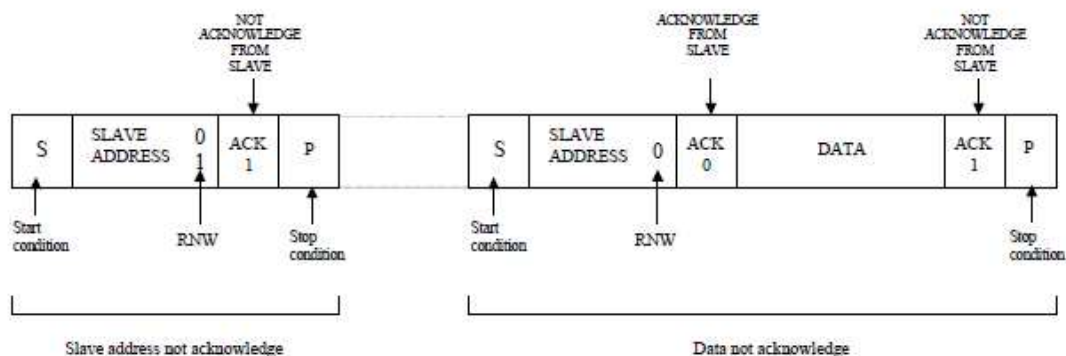 NOT
ACKNOWLEDGE
FROM
SLAVE
S
SLAVE
ADDRESS
0
1
ACK
1
P
Start
condition
RNW
Stop
condition
Slave address not acknowledge
ACKNOWLEDGE
FROM
SLAVE
NOT
ACKNOWLEDGE
FROM
SLAVE
S
SLAVE
ADDRESS 0
ACK
0
DATA
ACK
1
P
Start
condition
RNW
Stop
condition
Data not acknowledge